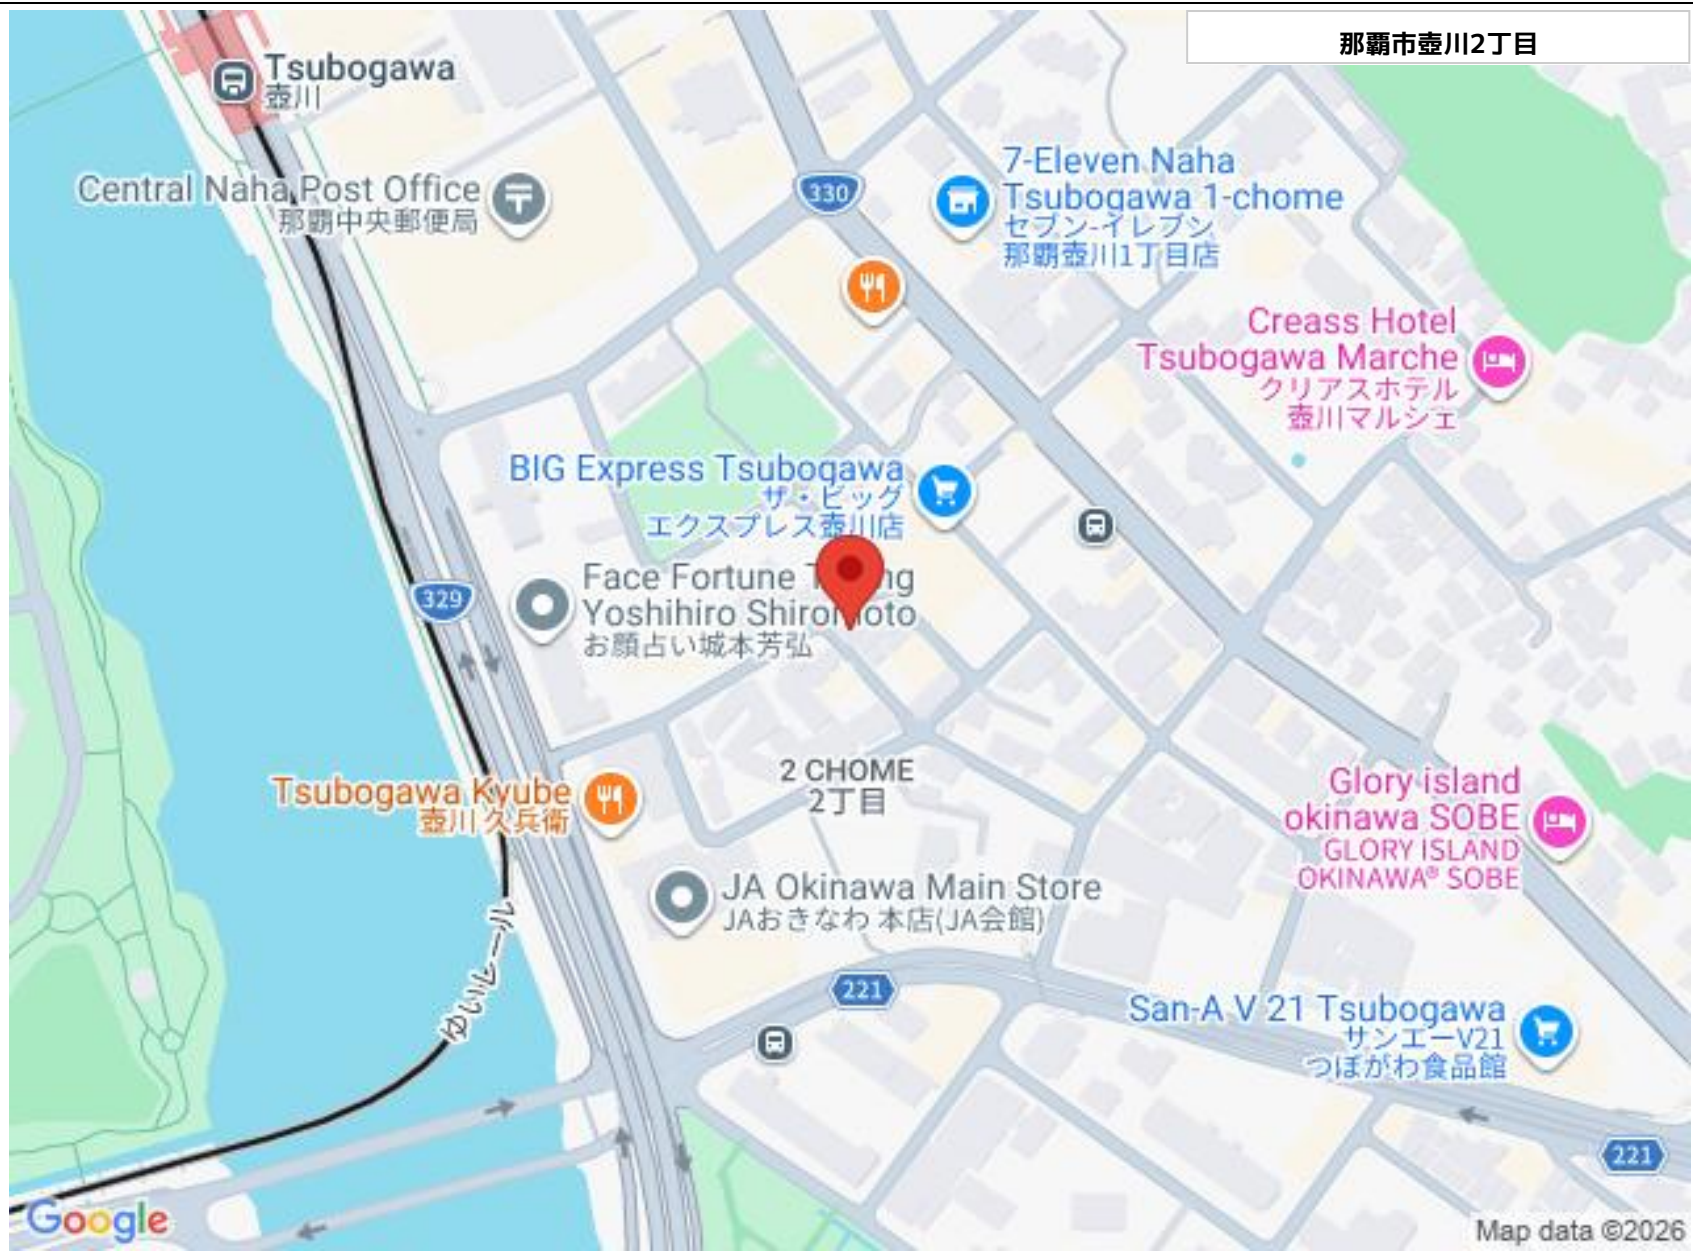 那覇市壺川2丁目
Tsubogawa
壺川
Central Naha Post Office
那覇中央郵便局
330
7-Eleven Naha
Tsubogawa 1-chome
セブン-イレブン
那覇壺川1丁目店
Creass Hotel
Tsubogawa Marche
クリアスホテル
壺川マルシェ
BIG Express Tsubogawa
ザ・ビッグ
エクスプレス壺川店
329
Face Fortune
Yoshihiro
お顔占い城本芳弘
2 CHOME
2丁目
Tsubogawa Kyube
壺川 久兵衛
Glory island
okinawa SOBE
GLORY ISLAND
OKINAWA® SOBE
JA Okinawa Main Store
JAおきなわ 本店(JA会館)
ゆいレール
221
San-A V 21 Tsubogawa
サンエーV21
つぼがわ食品館
221
Google
Map data ©2026